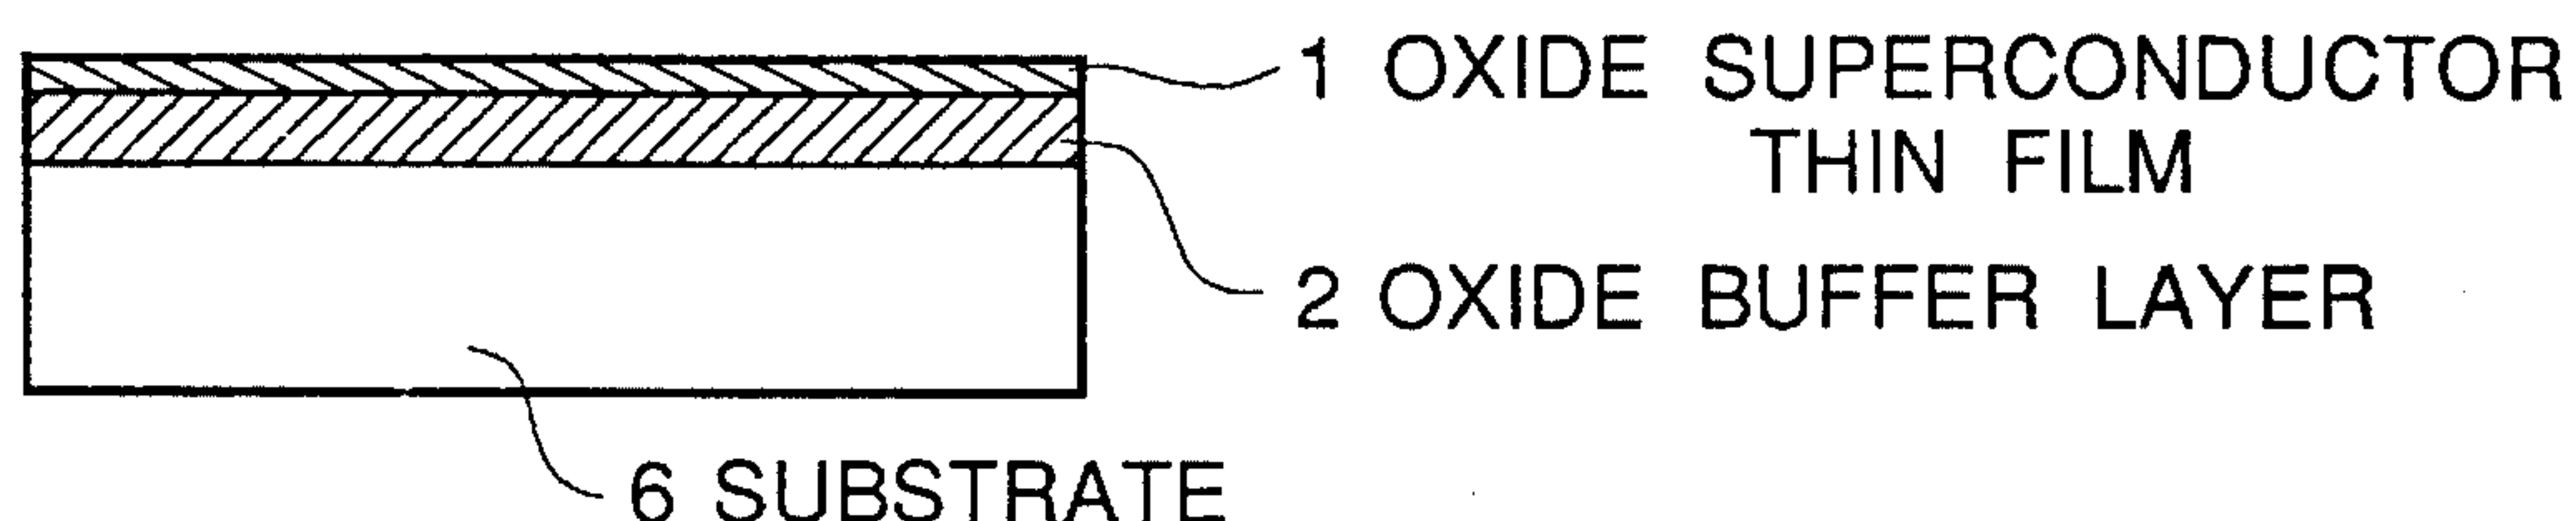 1 OXIDE SUPERCONDUCTOR
THIN FILM
2 OXIDE BUFFER LAYER
6 SUBSTRATE